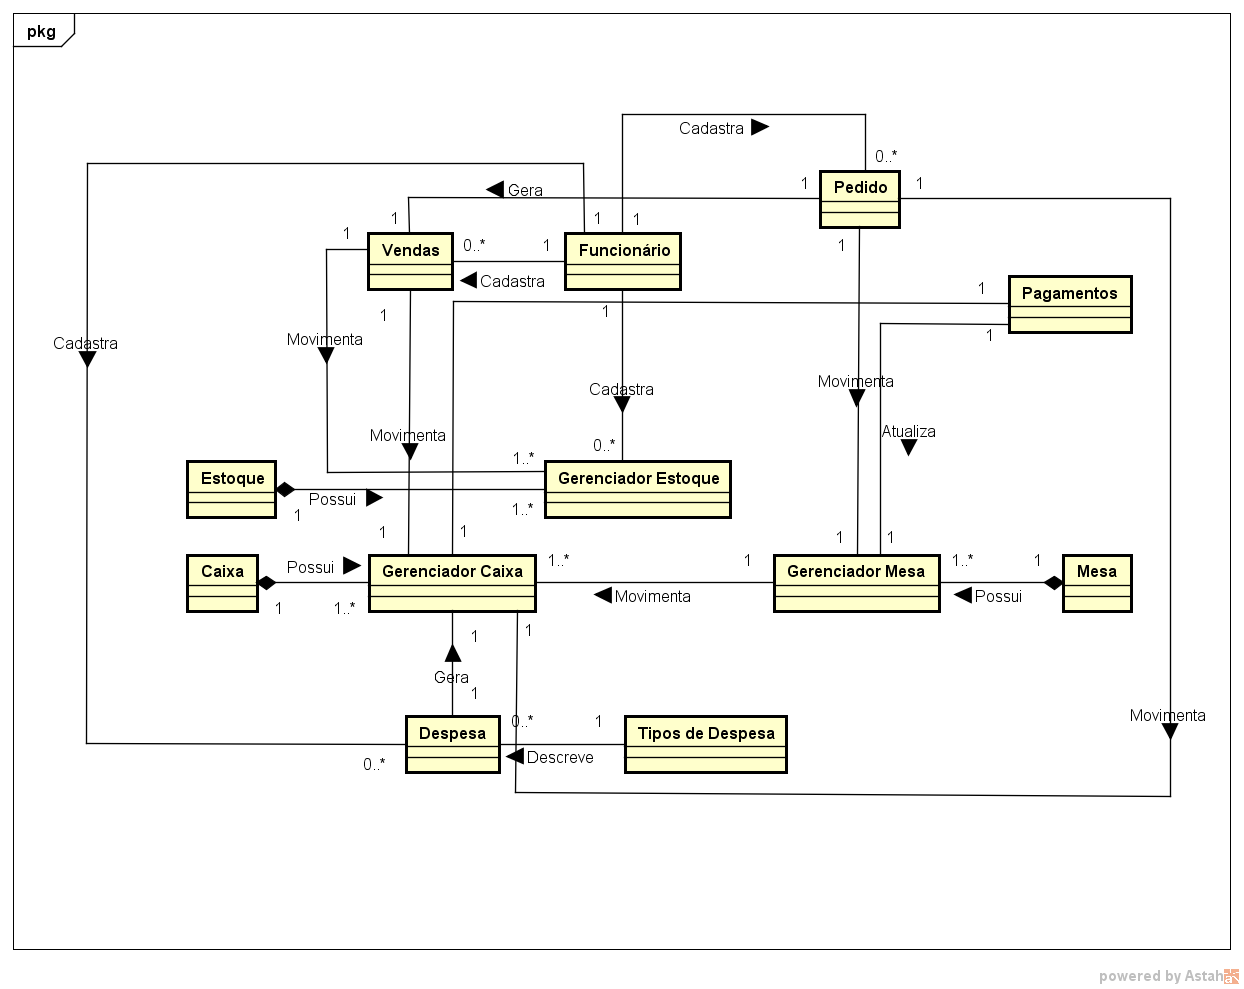 pkg
Cadastra
0..*
1
Pedido
1
Gera
1
1
1
1
Vendas
0..*
1
Funcionário
1
Cadastra
1
Pagamentos
1
1
1
Cadastra
Movimenta
Movimenta
Cadastra
Atualiza
Movimenta
0..*
1..*
Estoque
Possui
Gerenciador Estoque
1
1..*
1
1
1
1
Caixa
Possui
Gerenciador Caixa
1..*
1
Gerenciador Mesa
1..*
1
Mesa
Movimenta
Possui
1
1..*
1
1
Gera
1
Movimenta
0..*
1
Despesa
Tipos de Despesa
Descreve
0..*
powered by Astah